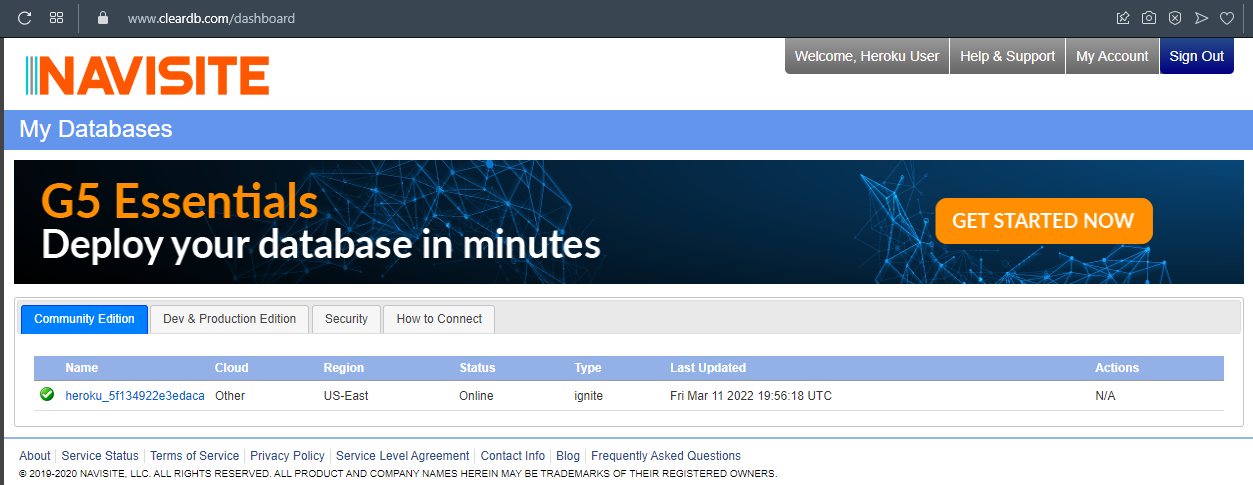 www.cleardb.com/dashboard
NAVISITE
Welcome, Heroku User Help & Support My Account Sign Out
My Databases
G5 Essentials
Deploy your database in minutes
GET STARTED NOW
Community Edition Dev & Production Edition Security How to Connect
Name Cloud Region Status Type Last Updated Actions
heroku_5f134922e3edaca Other US-East Online ignite Fri Mar 11 2022 19:56:18 UTC N/A
About Service Status Terms of Service Privacy Policy Service Level Agreement Contact Info Blog Frequently Asked Questions
© 2019-2020 NAVISITE, LLC. ALL RIGHTS RESERVED. ALL PRODUCT AND COMPANY NAMES HEREIN MAY BE TRADEMARKS OF THEIR REGISTERED OWNERS.